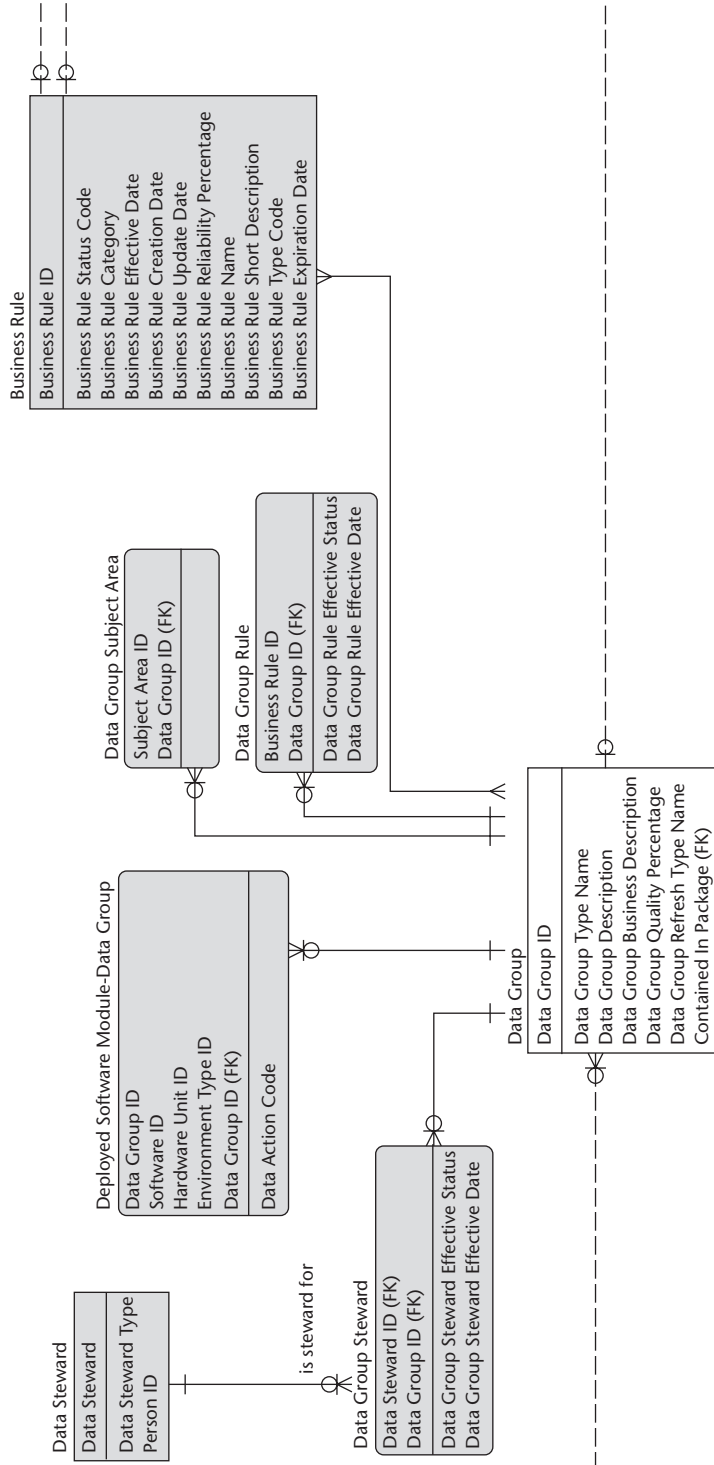 Data Steward
Data Steward
Data Steward Type
Person ID
is steward for
Data Group Steward
Data Steward ID (FK)
Data Group ID (FK)
Data Group Steward Effective Status
Data Group Steward Effective Date
Deployed Software Module-Data Group
Data Group ID
Software ID
Hardware Unit ID
Environment Type ID
Data Group ID (FK)
Data Action Code
Data Group Subject Area
Subject Area ID
Data Group ID (FK)
Data Group Rule
Business Rule ID
Data Group ID (FK)
Data Group Rule Effective Status
Data Group Rule Effective Date
Business Rule
Business Rule ID
Business Rule Status Code
Business Rule Category
Business Rule Effective Date
Business Rule Creation Date
Business Rule Update Date
Business Rule Reliability Percentage
Business Rule Name
Business Rule Short Description
Business Rule Type Code
Business Rule Expiration Date
Data Group
Data Group ID
Data Group Type Name
Data Group Description
Data Group Business Description
Data Group Quality Percentage
Data Group Refresh Type Name
Contained In Package (FK)